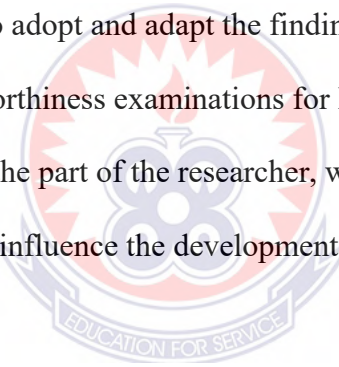 o adopt and adapt the findin
orthiness examinations for
he part of the researcher, w
influence the development
EDUCATION FOR SERVICE